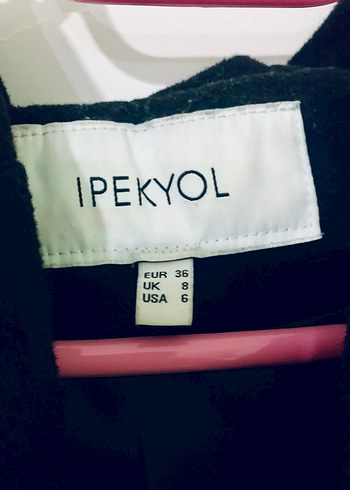 IPEKYOL
EUR 36
UK 8
USA 6